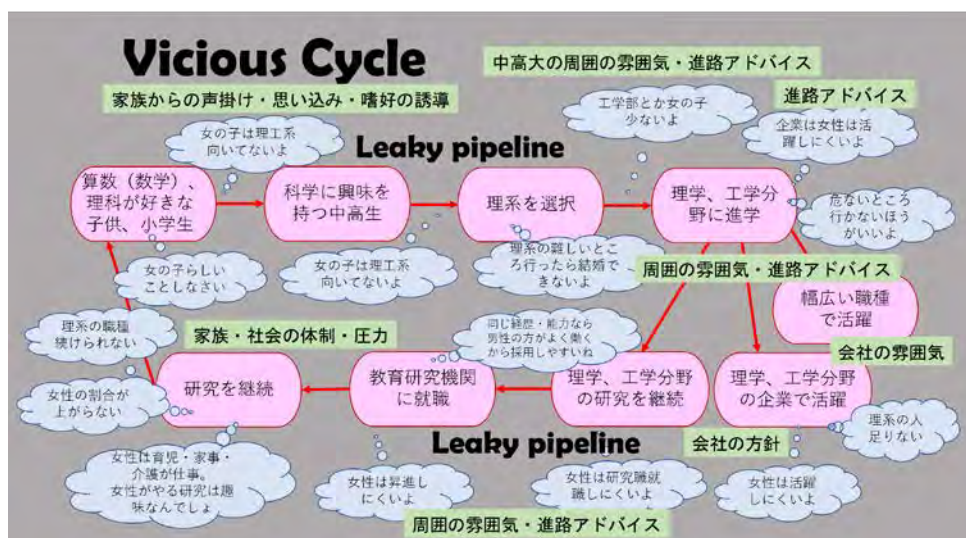 Vicious Cycle
中高大の周囲の雰囲気・進路アドバイス
家族からの声掛け・思い込み・嗜好の誘導
工学部とか女の子
少ないよ
進路アドバイス
企業は女性は活
躍しにくいよ
女の子は理工系
向いてないよ
Leaky pipeline
算数（数学）、
理科が好きな
子供、小学生
科学に興味を
持つ中高生
理系を選択
理学、工学分
野に進学
危ないところ
行かないほう
がいいよ
女の子らしい
ことしなさい
女の子は理工系
向いてないよ
理系の難しいとこ
ろ行ったら結婚で
きないよ
周囲の雰囲気・進路アドバイス
幅広い職種
で活躍
理系の職種
続けられない
家族・社会の体制・圧力
同じ経歴・能力なら
男性の方がよく働く
から採用しやすいね
会社の雰囲気
女性の割合が
上がらない
研究を継続
教育研究機関
に就職
理学、工学分野
の研究を継続
理学、工学分野
の企業で活躍
理系の人
足りない
Leaky pipeline
会社の方針
女性は育児・家事・
介護が仕事。
女性がやる研究は趣
味なんでしょ
女性は昇進し
にくいよ
女性は研究職就
職しにくいよ
女性は活躍
しにくいよ
周囲の雰囲気・進路アドバイス